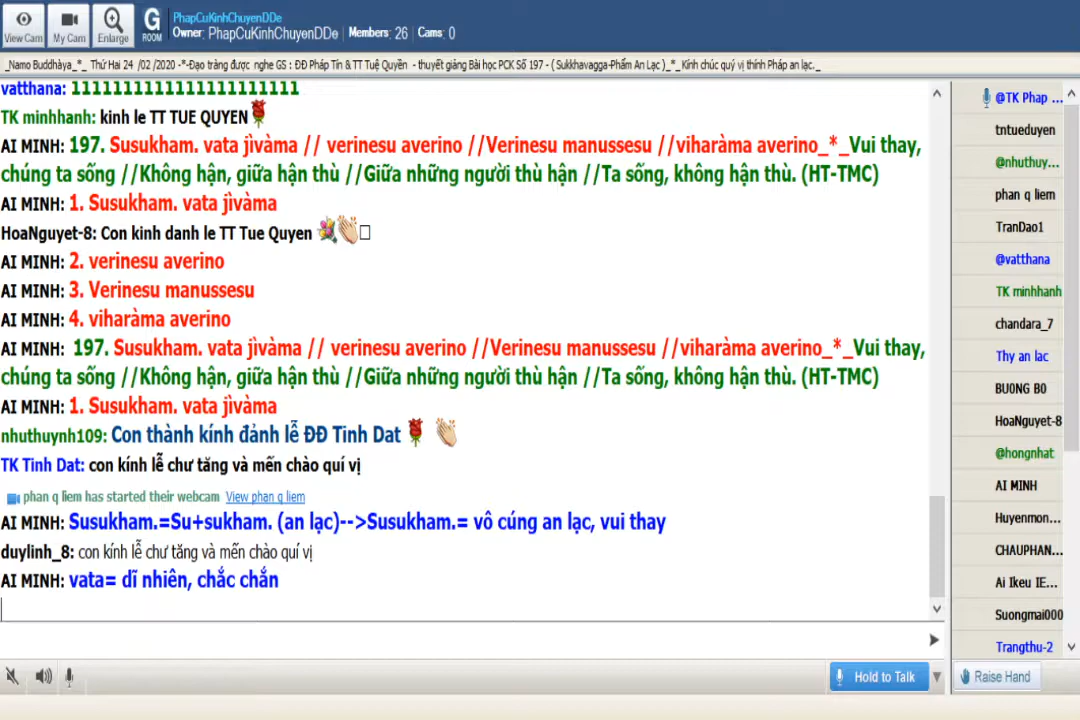 PhapCuKinhChuyenDDe
Owner: PhapCuKinhChuyenDDe | Members: 26 | Cams: 0
View Cam
My Cam
Enlarge
G
ROOM
_Namo Buddhàya_*_ Thứ Hai 24 /02 /2020 -*-Đạo tràng được nghe GS : ĐĐ Pháp Tín & TT Tuệ Quyền - thuyết giảng Bài học PCK Số 197 - ( Sukkhavagga-Phẩm An Lạc )_*_Kính chúc quý vị thính Pháp an lạc._
vatthana: 1111111111111111111111
TK minhhanh: kinh le TT TUE QUYEN
AI MINH: 197. Susukham. vata jìvàma // verinesu averino //Verinesu manussesu //viharàma averino_*_Vui thay,
chúng ta sống //Không hận, giữa hận thù //Giữa những người thù hận //Ta sống, không hận thù. (HT-TMC)
AI MINH: 1. Susukham. vata jìvàma
HoaNguyet-8: Con kinh danh le TT Tue Quyen
AI MINH: 2. verinesu averino
AI MINH: 3. Verinesu manussesu
AI MINH: 4. viharàma averino
AI MINH: 197. Susukham. vata jìvàma // verinesu averino //Verinesu manussesu //viharàma averino_*_Vui thay,
chúng ta sống //Không hận, giữa hận thù //Giữa những người thù hận //Ta sống, không hận thù. (HT-TMC)
AI MINH: 1. Susukham. vata jìvàma
nhuthuynh109: Con thành kính đảnh lễ ĐĐ Tinh Dat
TK Tinh Dat: con kính lễ chư tăng và mến chào quí vị
phan q liem has started their webcam View phan q liem
AI MINH: Susukham.=Su+sukham. (an lạc)-->Susukham.= vô cúng an lạc, vui thay
duylinh_8: con kính lễ chư tăng và mến chào quí vị
AI MINH: vata= dĩ nhiên, chắc chắn
@TK Phap ...
tntueduyen
@nhuthuy...
phan q liem
TranDao1
@vatthana
TK minhhanh
chandara_7
Thy an lac
BUONG BO
HoaNguyet-8
@hongnhat
AI MINH
Huyenmon...
CHAUPHAN...
Ai Ikeu IE...
Suongmai000
Trangthu-2
Hold to Talk
Raise Hand